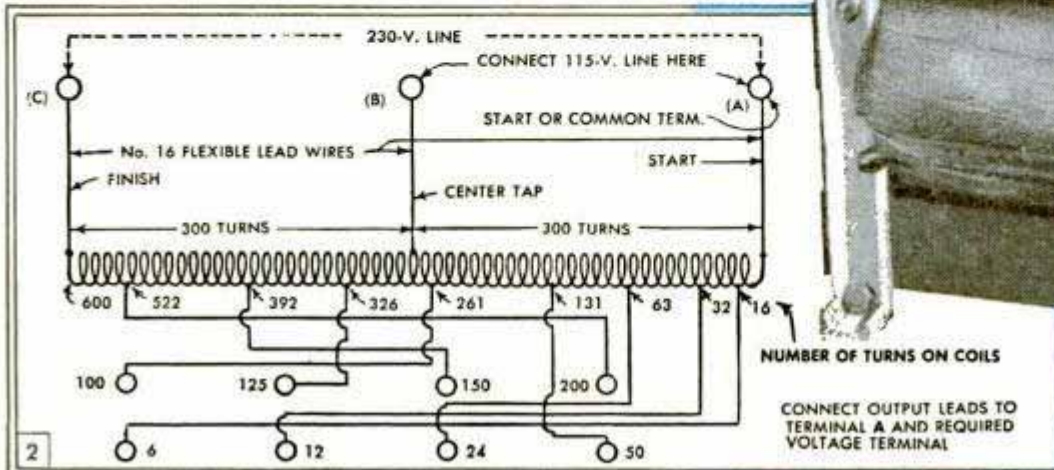 230-V. LINE
CONNECT 115-V. LINE HERE
(C)
(B)
(A)
START OR COMMON TERM.
No. 16 FLEXIBLE LEAD WIRES
START
FINISH
CENTER TAP
300 TURNS
300 TURNS
600
522
392
326
261
131
63
32
16
NUMBER OF TURNS ON COILS
100
125
150
200
CONNECT OUTPUT LEADS TO
TERMINAL A AND REQUIRED
VOLTAGE TERMINAL
6
12
24
50
2